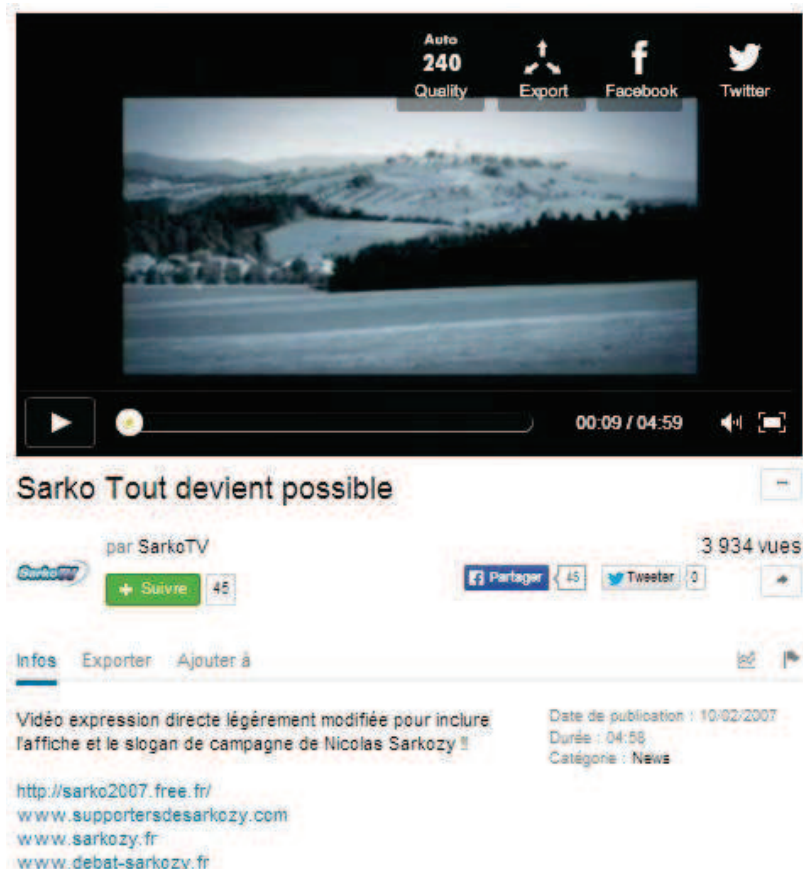 Auto
240
Quality
Export
Facebook
Twitter
00:09 / 04:59
Sarko Tout devient possible
par SarkoTV
3 934 vues
SarkoTV
+ Suivre 45
Partager 45
Tweeter 0
Infos Exporter Ajouter à
Vidéo expression directe légèrement modifiée pour inclure
l'affiche et le slogan de campagne de Nicolas Sarkozy !!
Date de publication : 10/02/2007
Durée : 04:58
Catégorie : News
http://sarko2007.free.fr/
www.supportersdesarkozy.com
www.sarkozy.fr
www.debat-sarkozy.fr